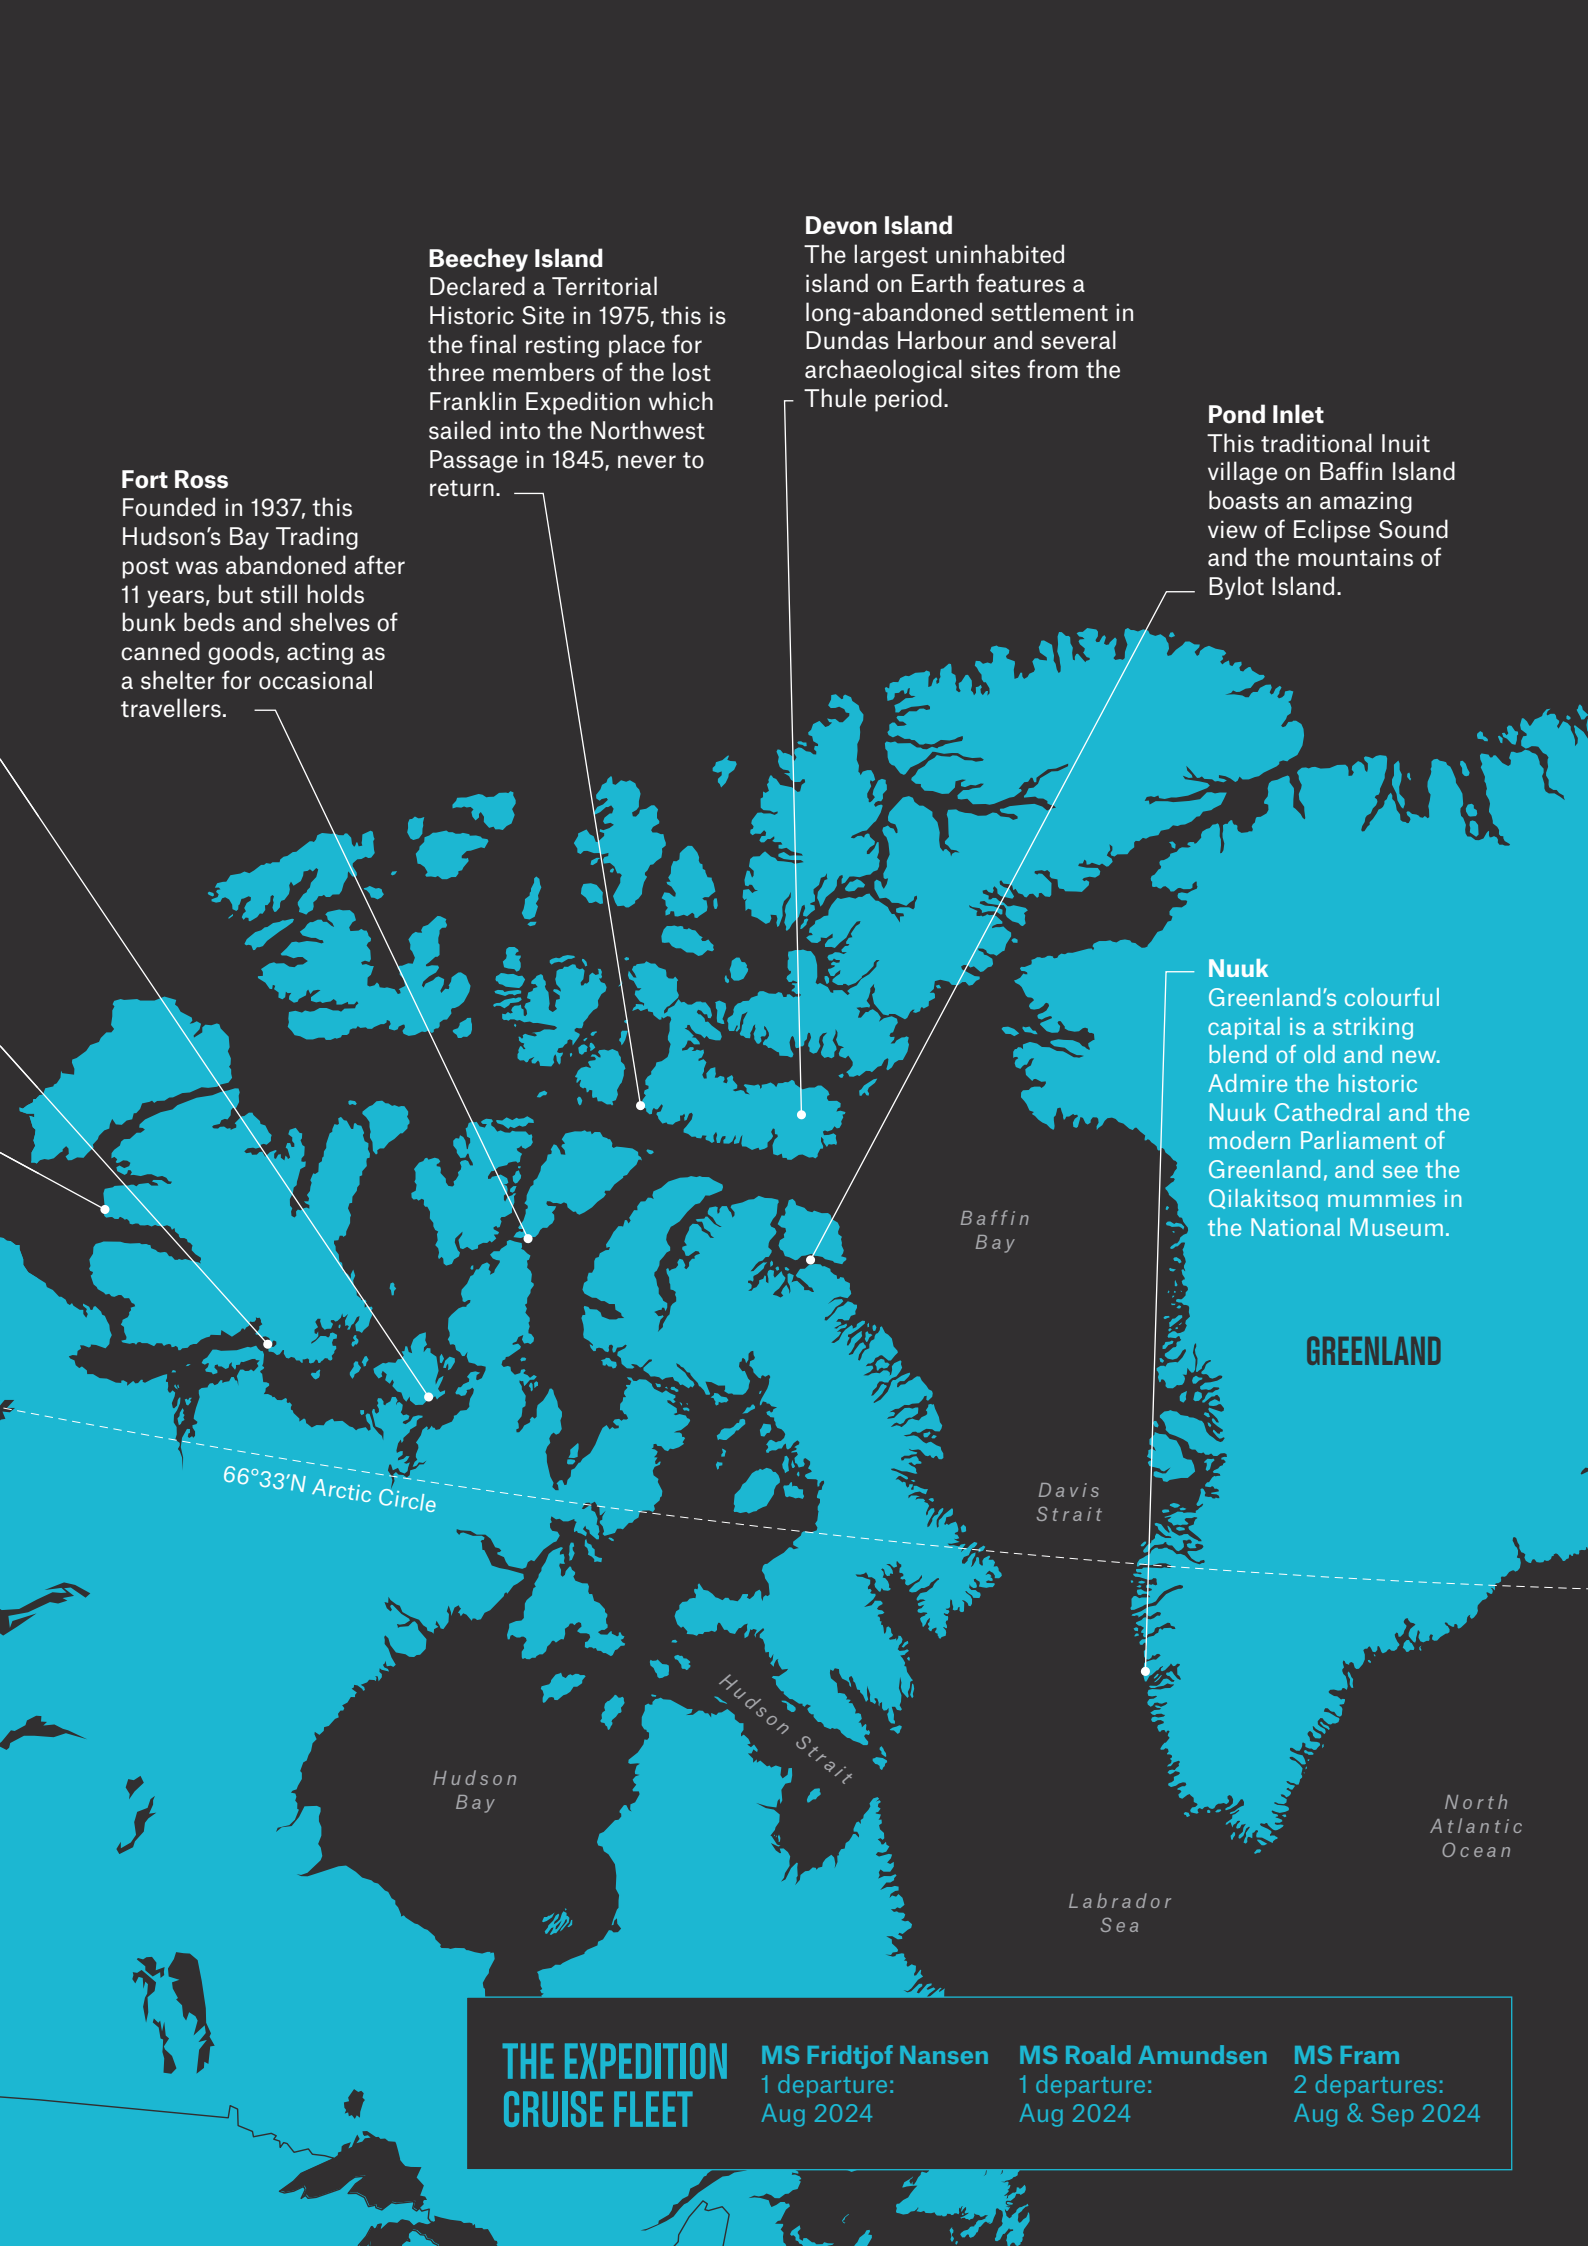 Devon Island
The largest uninhabited
island on Earth features a
long-abandoned settlement in
Dundas Harbour and several
archaeological sites from the
Thule period.
Beechey Island
Declared a Territorial
Historic Site in 1975, this is
the final resting place for
three members of the lost
Franklin Expedition which
sailed into the Northwest
Passage in 1845, never to
return.
Pond Inlet
This traditional Inuit
village on Baffin Island
boasts an amazing
view of Eclipse Sound
and the mountains of
Bylot Island.
Fort Ross
Founded in 1937, this
Hudson’s Bay Trading
post was abandoned after
11 years, but still holds
bunk beds and shelves of
canned goods, acting as
a shelter for occasional
travellers.
Nuuk
Greenland’s colourful
capital is a striking
blend of old and new.
Admire the historic
Nuuk Cathedral and the
modern Parliament of
Greenland, and see the
Qilakitsoq mummies in
the National Museum.
Baffin
Bay
GREENLAND
66°33’N Arctic Circle
Davis
Strait
Hudson Strait
Hudson
Bay
North
Atlantic
Ocean
Labrador
Sea
THE EXPEDITION
CRUISE FLEET
MS Fridtjof Nansen
1 departure:
Aug 2024
MS Roald Amundsen
1 departure:
Aug 2024
MS Fram
2 departures:
Aug & Sep 2024